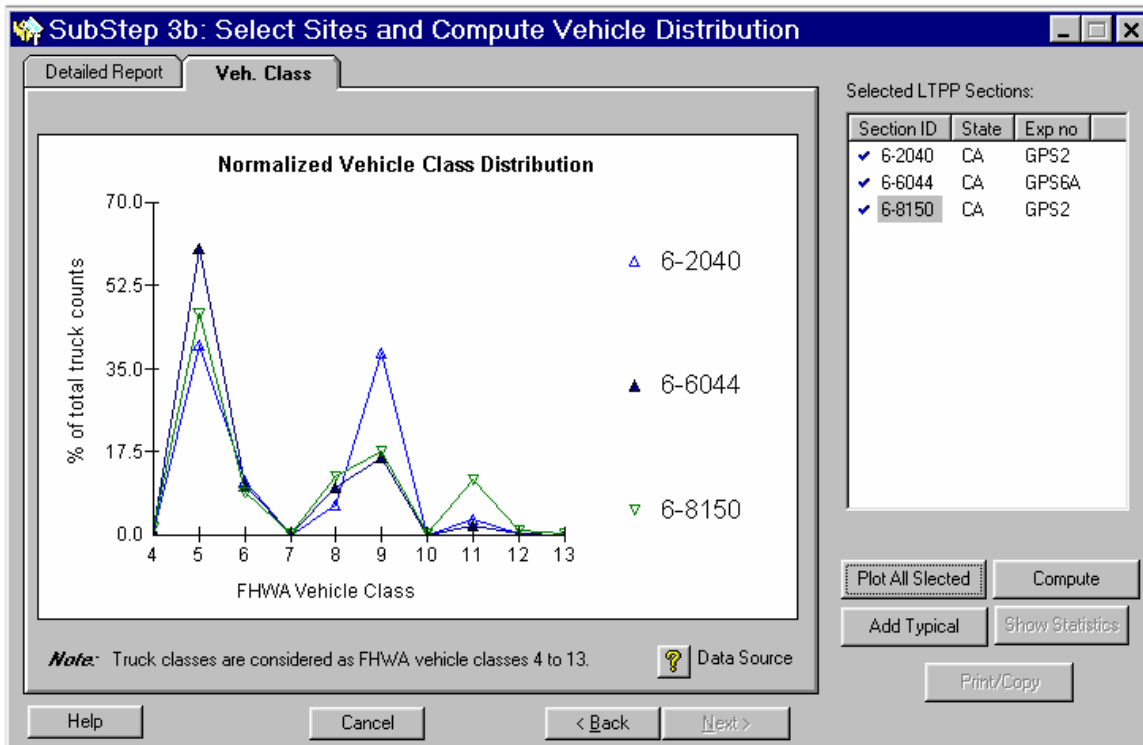 SubStep 3b: Select Sites and Compute Vehicle Distribution
Detailed Report
Veh. Class
Normalized Vehicle Class Distribution
% of total truck counts
70.0
52.5
35.0
17.5
0.0
4 5 6 7 8 9 10 11 12 13
FHWA Vehicle Class
6-2040
6-6044
6-8150
Note: Truck classes are considered as FHWA vehicle classes 4 to 13.
? Data Source
Selected LTPP Sections:
Section ID State Exp no
6-2040 CA GPS2
6-6044 CA GPS6A
6-8150 CA GPS2
Plot All Slected Compute
Add Typical Show Statistics
Print/Copy
Help Cancel < Back Next >